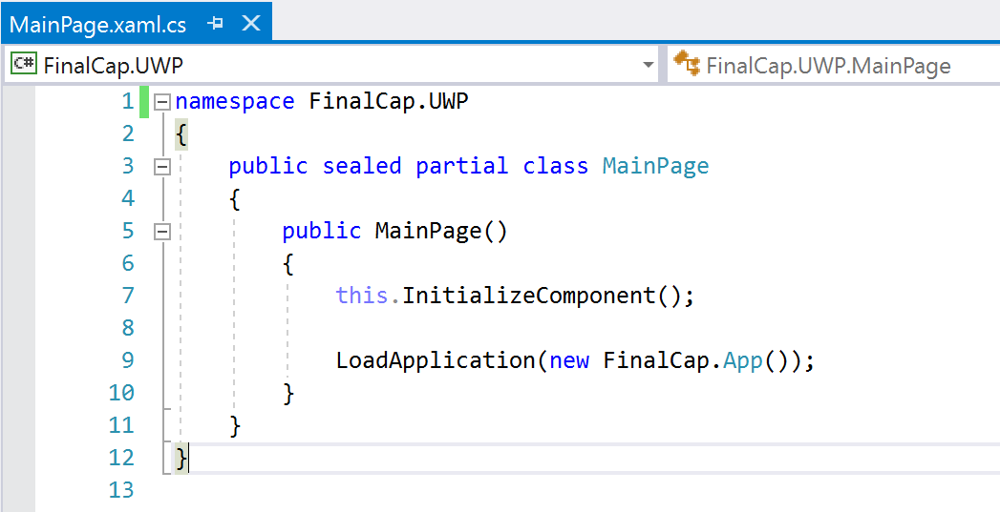 MainPage.xaml.cs
C# FinalCap.UWP FinalCap.UWP.MainPage
1 namespace FinalCap.UWP
2 {
3     public sealed partial class MainPage
4     {
5         public MainPage()
6         {
7             this.InitializeComponent();
8
9             LoadApplication(new FinalCap.App());
10         }
11     }
12 }
13